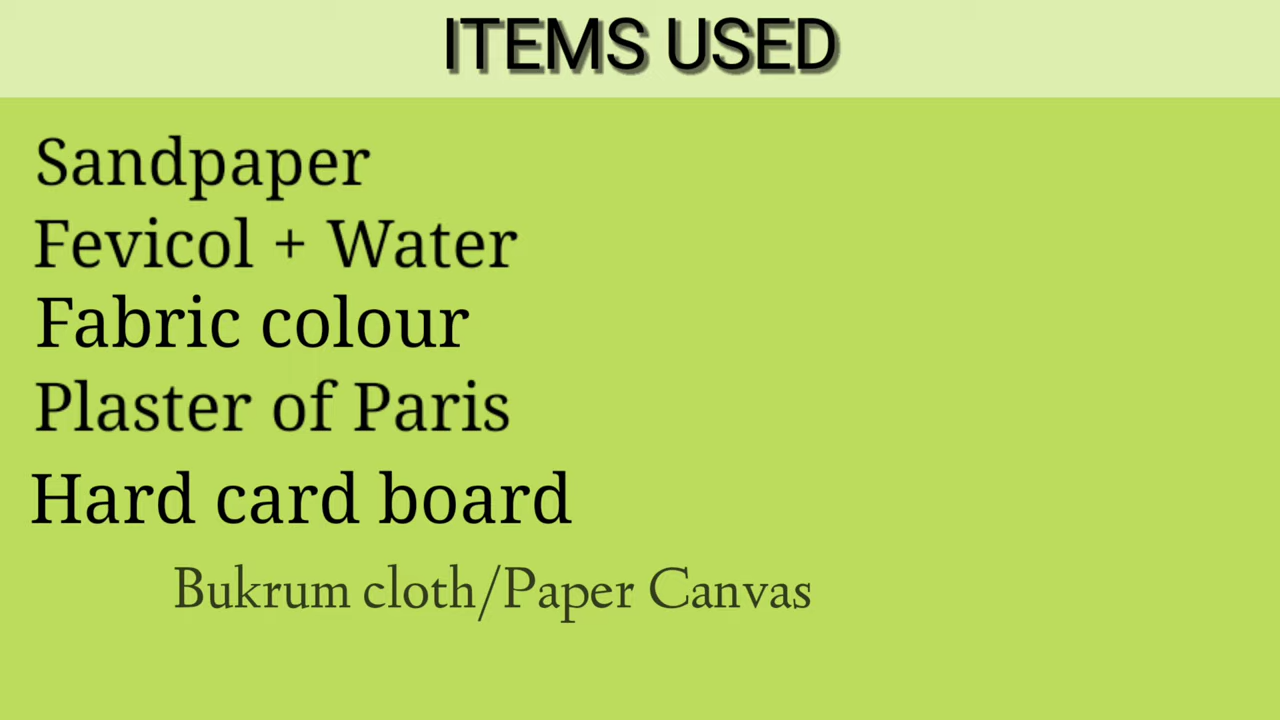 ITEMS USED
Sandpaper
Fevicol + Water
Fabric colour
Plaster of Paris
Hard card board
Bukrum cloth/Paper Canvas